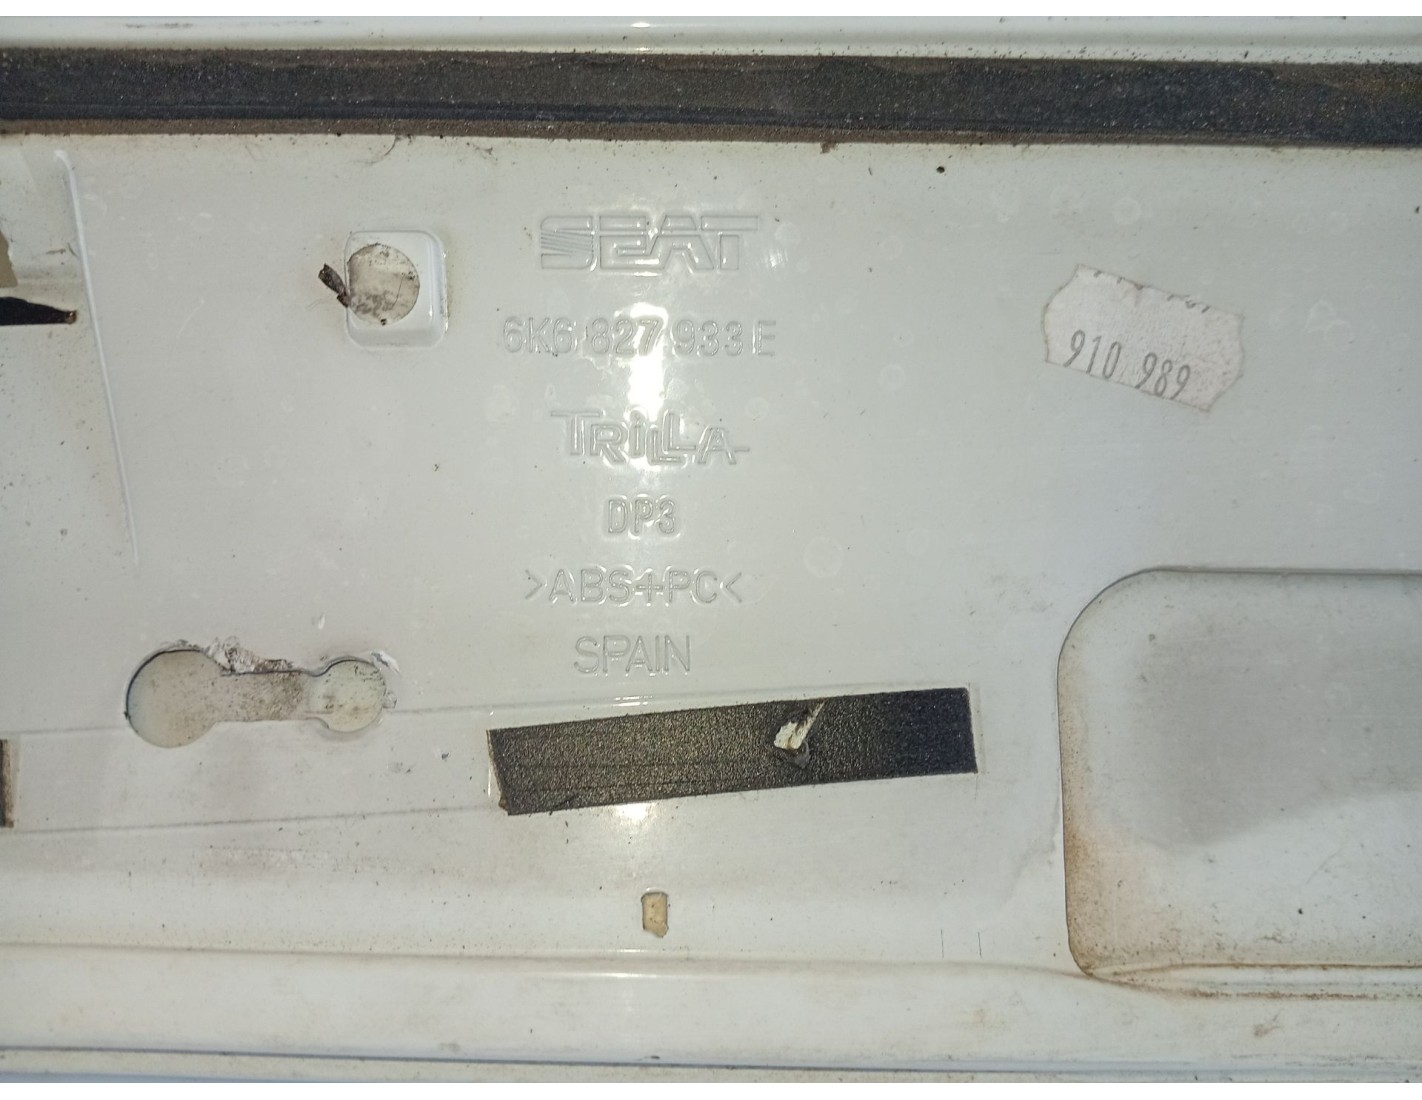 SEAT
6K6 827 933 E
TRILLA
DP3
>ABS+PC<
SPAIN
910 989